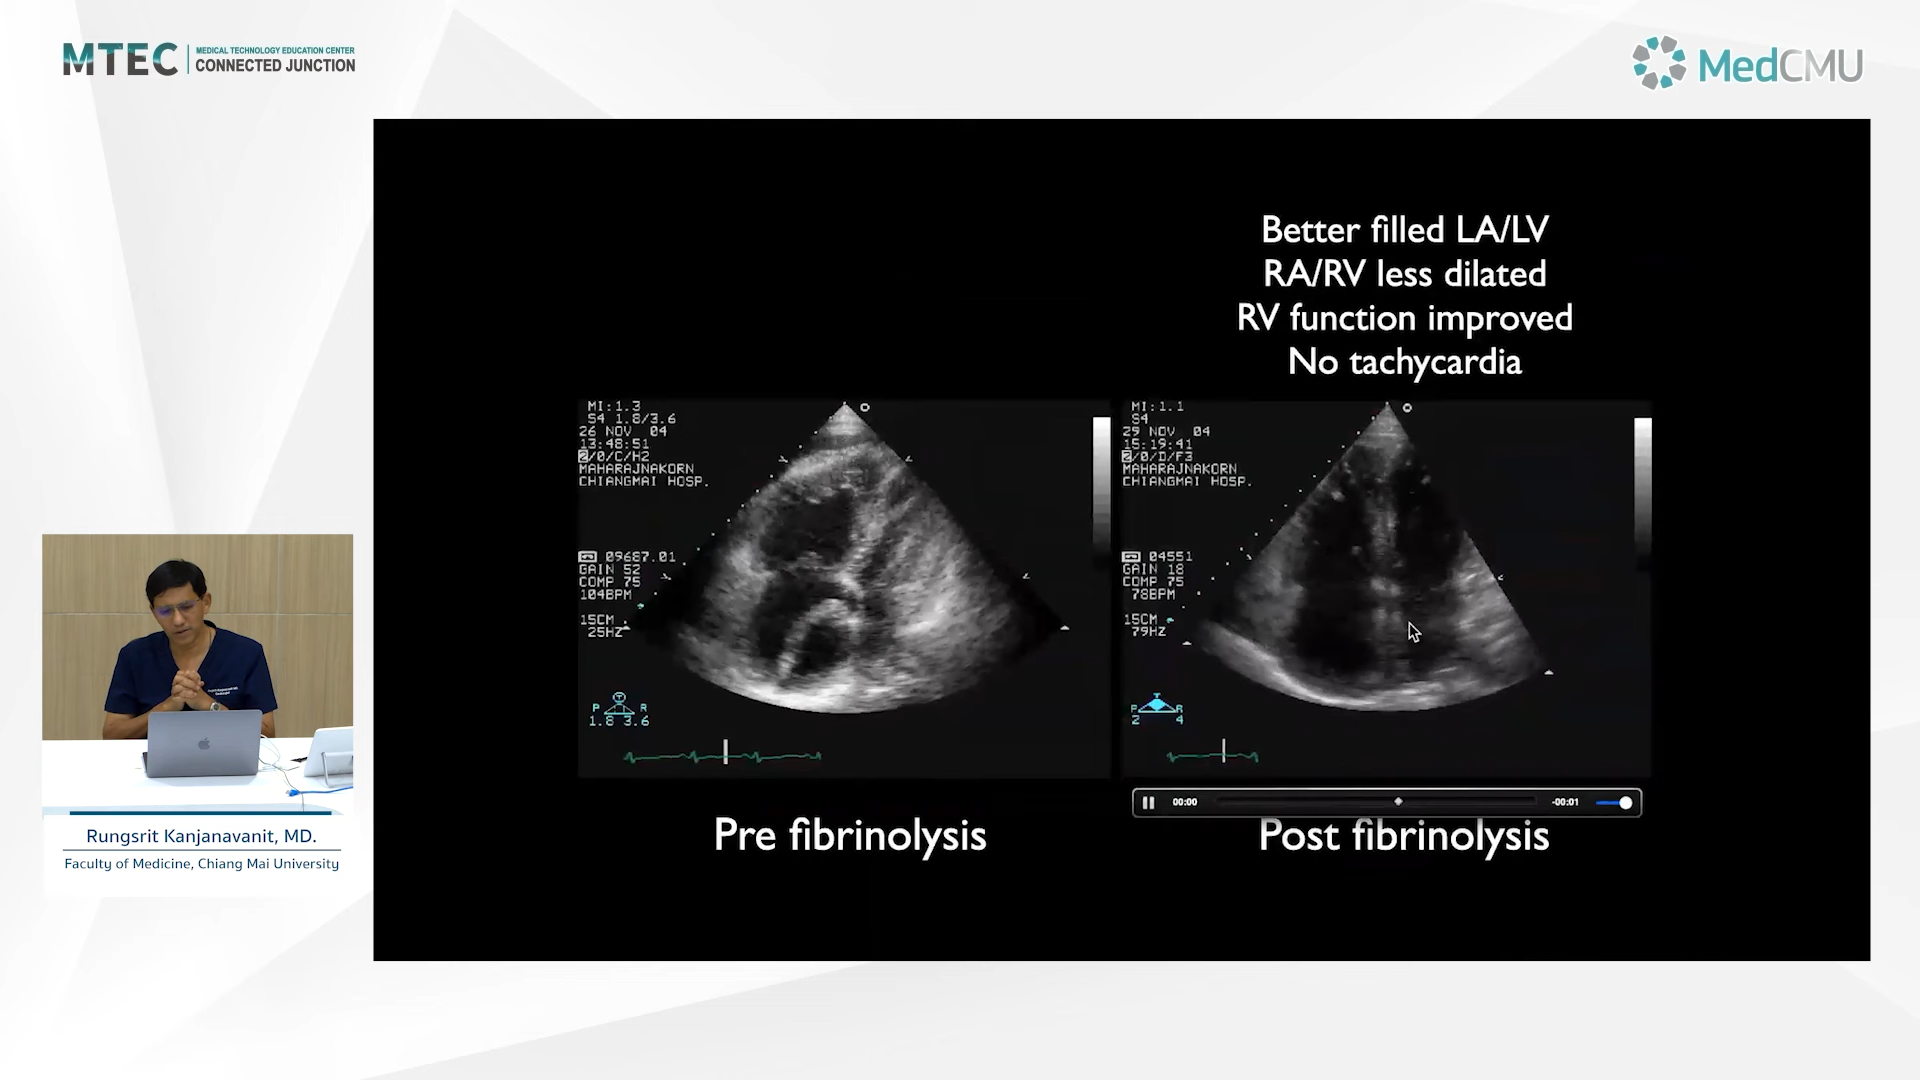 MTEC
MEDICAL TECHNOLOGY EDUCATION CENTER
CONNECTED JUNCTION
MedCMU
Better filled LA/LV
RA/RV less dilated
RV function improved
No tachycardia
MI:1.3
S4 1.8/3.6
26 NOV 04
13:48:51
2/0/C/H2
MAHARAJNAKORN
CHIANGMAI HOSP.
09687.01
GAIN 52
COMP 75
104BPM
15CM
25HZ
T
P R
1.8 3.6
MI:1.1
S4
29 NOV 04
15:19:41
2/0/D/F3
MAHARAJNAKORN
CHIANGMAI HOSP.
04551
GAIN 18
COMP 75
78BPM
15CM
79HZ
T
P R
2 4
00:00
-00:01
Pre fibrinolysis
Post fibrinolysis
Rungsrit Kanjanavanit, MD.
Faculty of Medicine, Chiang Mai University